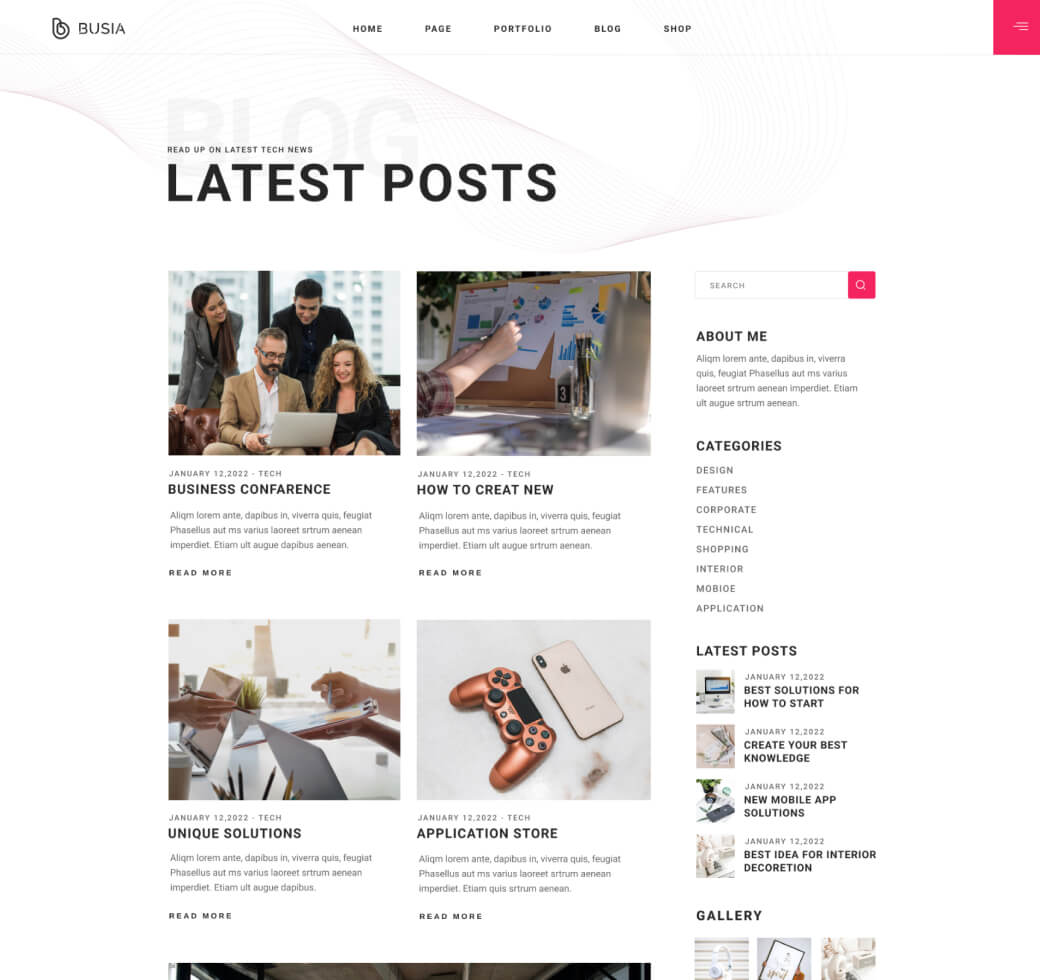 BUSIA
HOME PAGE PORTFOLIO BLOG SHOP
BLOG
READ UP ON LATEST TECH NEWS
LATEST POSTS
JANUARY 12,2022 - TECH
BUSINESS CONFARENCE
Aliqm lorem ante, dapibus in, viverra quis, feugiat
Phasellus aut ms varius laoreet srtrum aenean
imperdiet. Etiam ult augue dapibus aenean.
READ MORE
3
JANUARY 12,2022 - TECH
HOW TO CREAT NEW
Aliqm lorem ante, dapibus in, viverra quis, feugiat
Phasellus aut ms varius laoreet srtrum aenean
imperdiet. Etiam ult augue srtrum aenean.
READ MORE
JANUARY 12,2022 - TECH
UNIQUE SOLUTIONS
Aliqm lorem ante, dapibus in, viverra quis, feugiat
Phasellus aut ms varius laoreet srtrum aenean
imperdiet. Etiam ult augue dapibus.
READ MORE
JANUARY 12,2022 - TECH
APPLICATION STORE
Aliqm lorem ante, dapibus in, viverra quis, feugiat
Phasellus aut ms varius laoreet srtrum aenean
imperdiet. Etiam quis srtrum aenean.
READ MORE
SEARCH
ABOUT ME
Aliqm lorem ante, dapibus in, viverra
quis, feugiat Phasellus aut ms varius
laoreet srtrum aenean imperdiet. Etiam
ult augue srtrum aenean.
CATEGORIES
DESIGN
FEATURES
CORPORATE
TECHNICAL
SHOPPING
INTERIOR
MOBIOE
APPLICATION
LATEST POSTS
JANUARY 12,2022
BEST SOLUTIONS FOR
HOW TO START
JANUARY 12,2022
CREATE YOUR BEST
KNOWLEDGE
JANUARY 12,2022
NEW MOBILE APP
SOLUTIONS
JANUARY 12,2022
BEST IDEA FOR INTERIOR
DECORETION
GALLERY